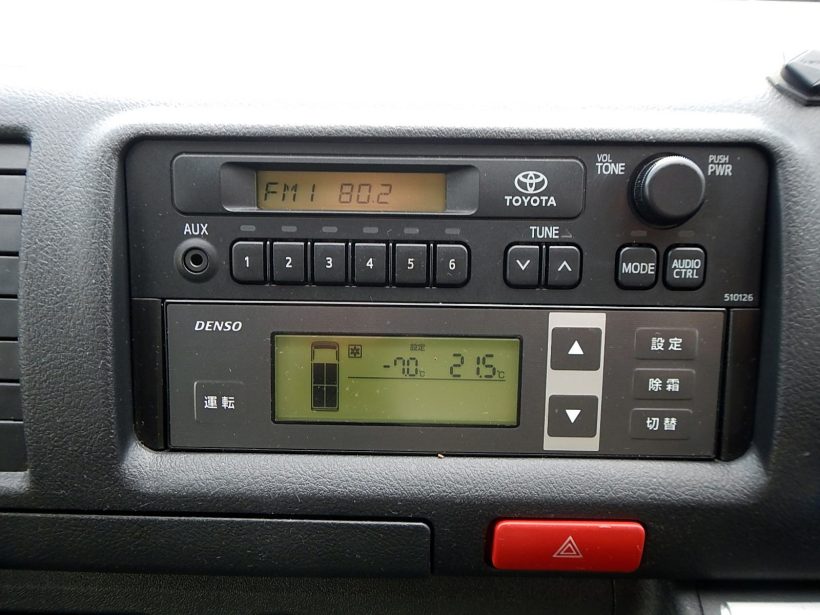 FM1 80.2
TOYOTA
VOL
TONE
PUSH
PWR
AUX
1 2 3 4 5 6
TUNE
MODE
AUDIO
CTRL
510126
DENSO
設定
-7.0℃ 21.5℃
運転
設定
除霜
切替